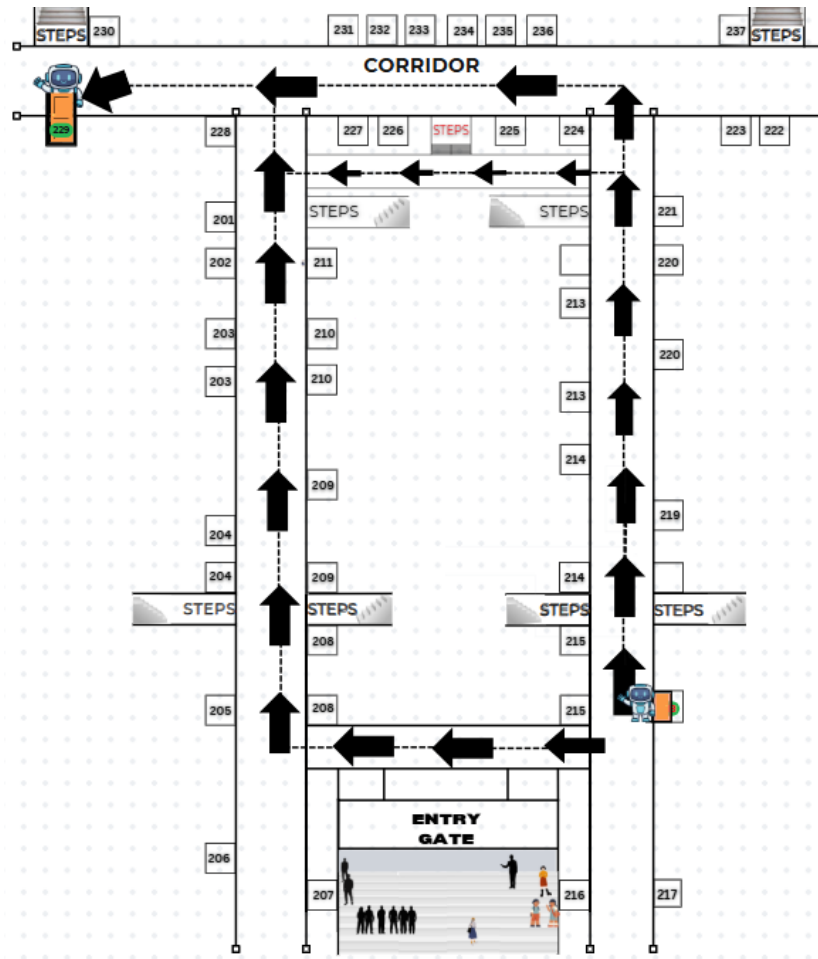 STEPS 230 231 232 233 234 235 236 237 STEPS
CORRIDOR
229 228 227 226 STEPS 225 224 223 222
201 STEPS STEPS 221
202 211 220
213
203 210
220
203 210
213
214
209
219
204
204 209 214
STEPS STEPS STEPS STEPS
208 215
205 208 215
ENTRY
GATE
206
207 216 217